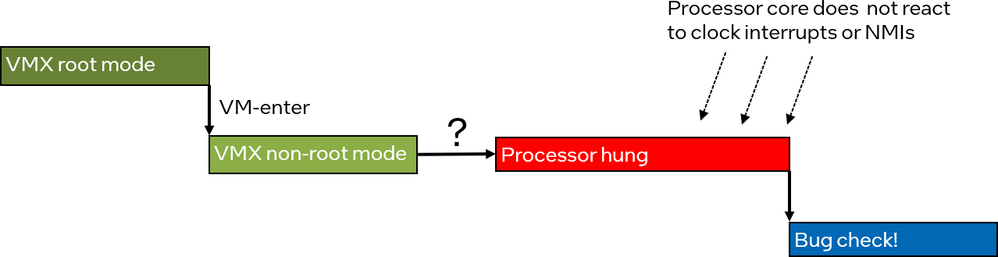 Processor core does not react
to clock interrupts or NMIs
VMX root mode
VM-enter
?
VMX non-root mode
Processor hung
Bug check!